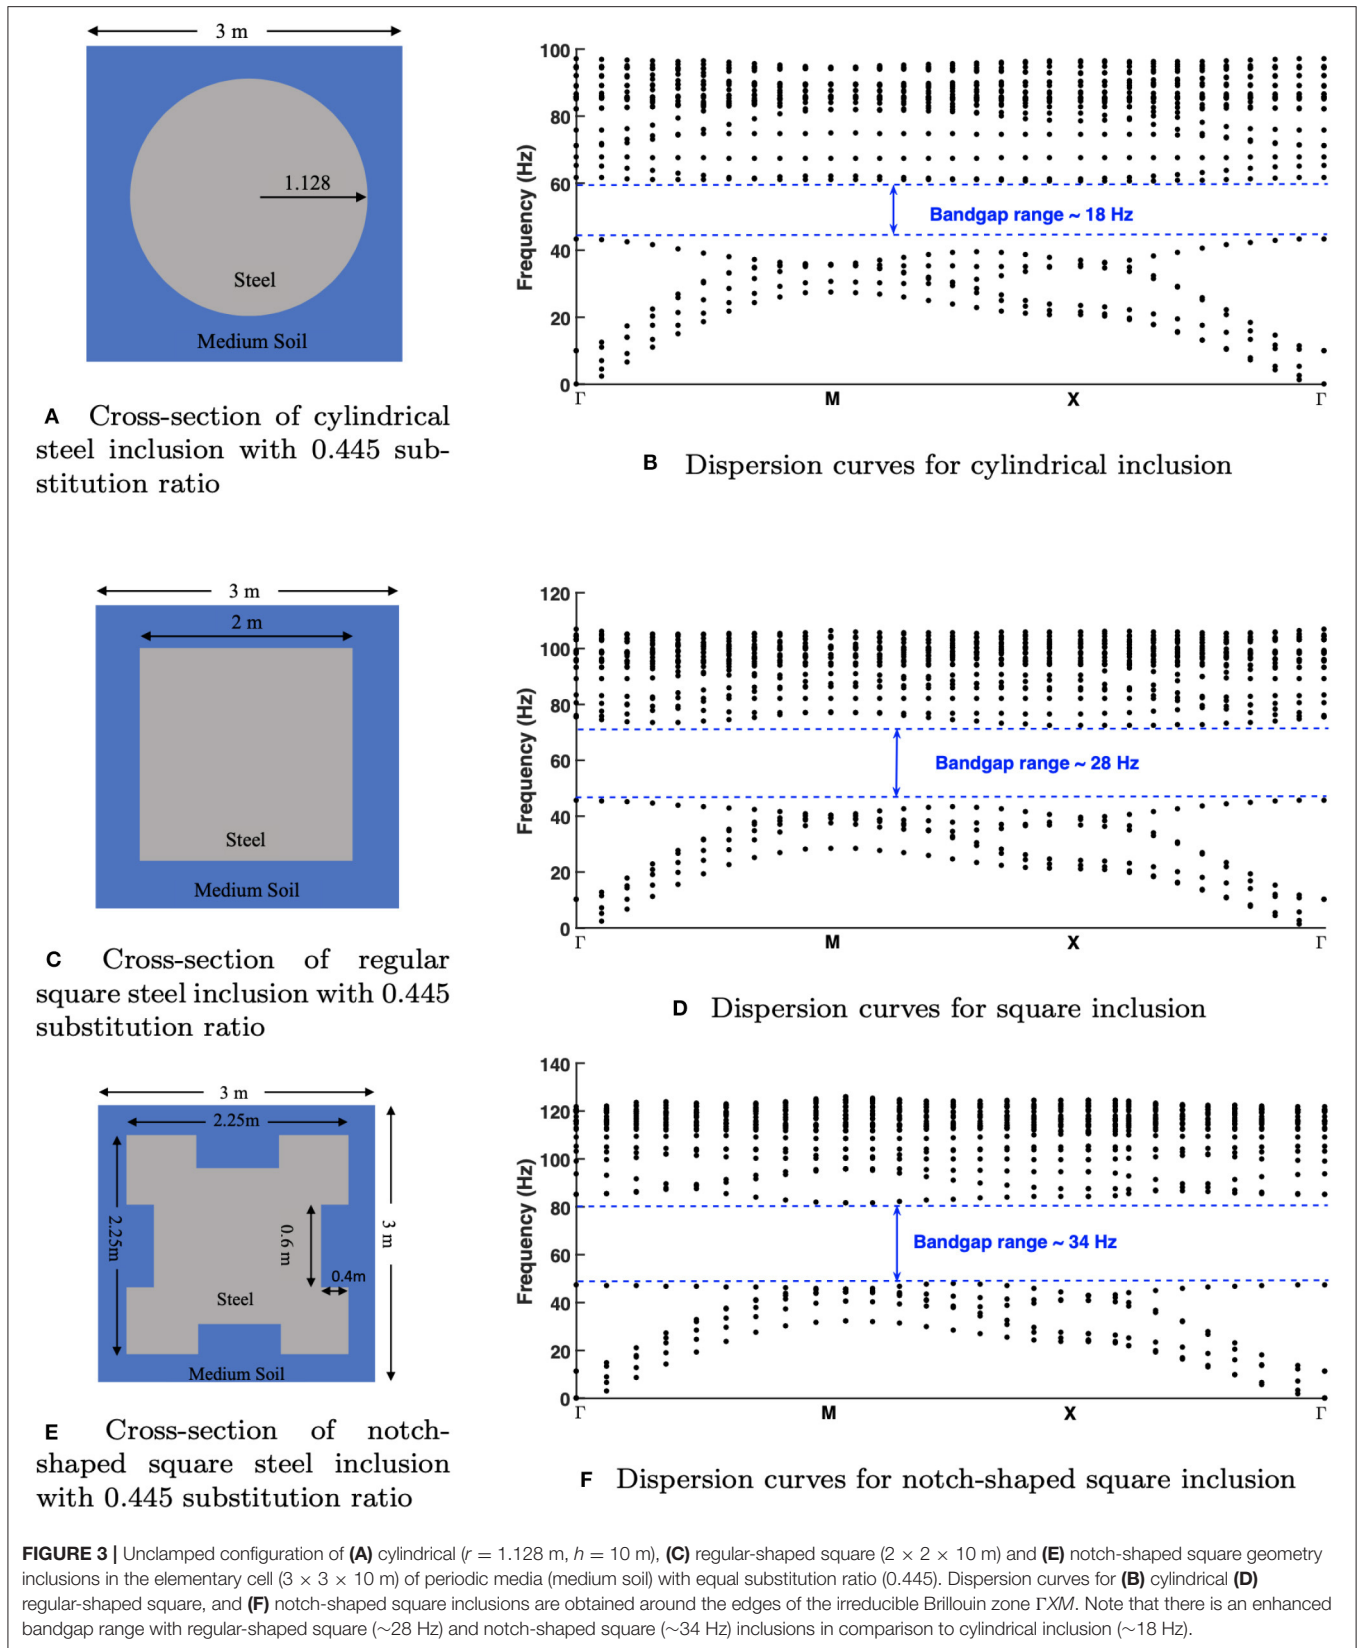 3 m
1.128
Steel
Medium Soil
A Cross-section of cylindrical
steel inclusion with 0.445 sub-
stitution ratio
Frequency (Hz)
100
80
60
40
20
0
Bandgap range ~ 18 Hz
Γ M X Γ
B Dispersion curves for cylindrical inclusion
3 m
2 m
Steel
Medium Soil
C Cross-section of regular
square steel inclusion with 0.445
substitution ratio
Frequency (Hz)
120
100
80
60
40
20
0
Bandgap range ~ 28 Hz
Γ M X Γ
D Dispersion curves for square inclusion
3 m
2.25m
2.25m
0.6 m
3 m
0.4m
Steel
Medium Soil
E Cross-section of notch-
shaped square steel inclusion
with 0.445 substitution ratio
Frequency (Hz)
140
120
100
80
60
40
20
0
Bandgap range ~ 34 Hz
Γ M X Γ
F Dispersion curves for notch-shaped square inclusion
FIGURE 3 | Unclamped configuration of (A) cylindrical (r = 1.128 m, h = 10 m), (C) regular-shaped square (2 × 2 × 10 m) and (E) notch-shaped square geometry
inclusions in the elementary cell (3 × 3 × 10 m) of periodic media (medium soil) with equal substitution ratio (0.445). Dispersion curves for (B) cylindrical (D)
regular-shaped square, and (F) notch-shaped square inclusions are obtained around the edges of the irreducible Brillouin zone ΓXM. Note that there is an enhanced
bandgap range with regular-shaped square (~28 Hz) and notch-shaped square (~34 Hz) inclusions in comparison to cylindrical inclusion (~18 Hz).